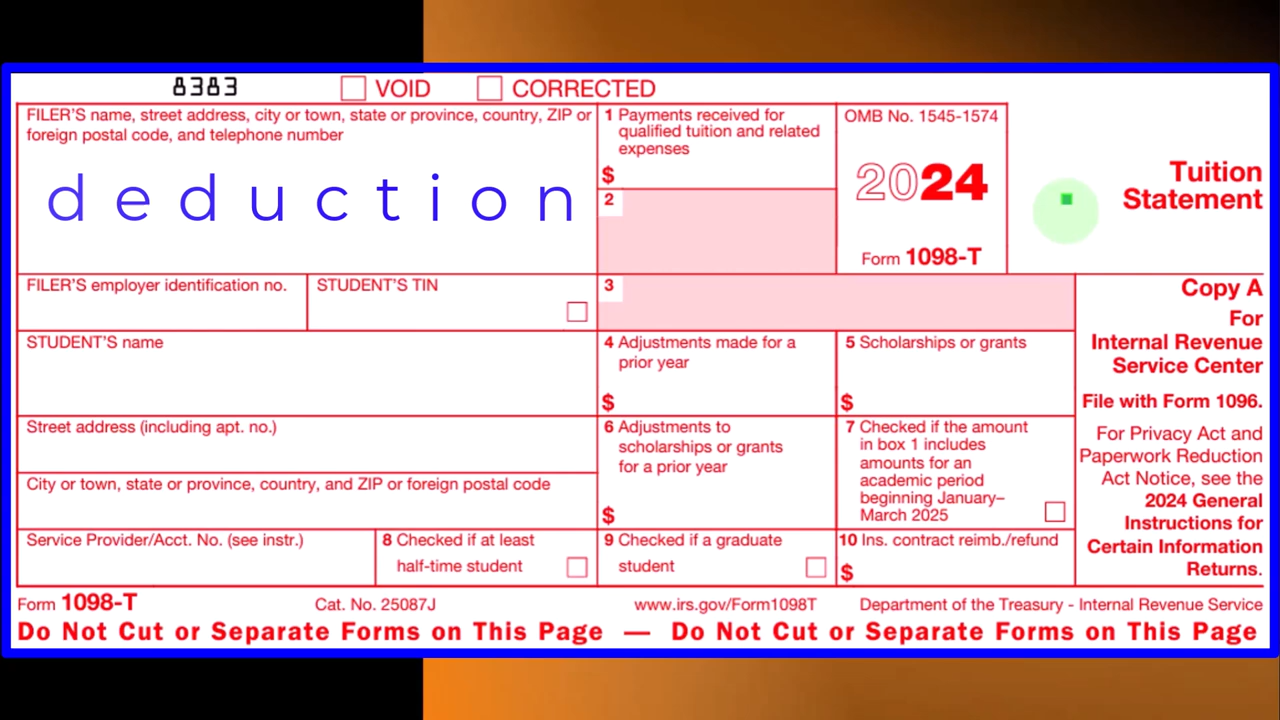 8383 VOID CORRECTED
FILER'S name, street address, city or town, state or province, country, ZIP or
foreign postal code, and telephone number
deduction
1 Payments received for
qualified tuition and related
expenses
$
2
OMB No. 1545-1574
2024
Form 1098-T
Tuition
Statement
FILER'S employer identification no.
STUDENT'S TIN
3
Copy A
For
Internal Revenue
Service Center
File with Form 1096.
For Privacy Act and
Paperwork Reduction
Act Notice, see the
2024 General
Instructions for
Certain Information
Returns.
STUDENT'S name
4 Adjustments made for a
prior year
$
5 Scholarships or grants
$
Street address (including apt. no.)
6 Adjustments to
scholarships or grants
for a prior year
$
7 Checked if the amount
in box 1 includes
amounts for an
academic period
beginning January–
March 2025
City or town, state or province, country, and ZIP or foreign postal code
Service Provider/Acct. No. (see instr.)
8 Checked if at least
half-time student
9 Checked if a graduate
student
10 Ins. contract reimb./refund
$
Form 1098-T
Cat. No. 25087J
www.irs.gov/Form1098T
Department of the Treasury - Internal Revenue Service
Do Not Cut or Separate Forms on This Page — Do Not Cut or Separate Forms on This Page